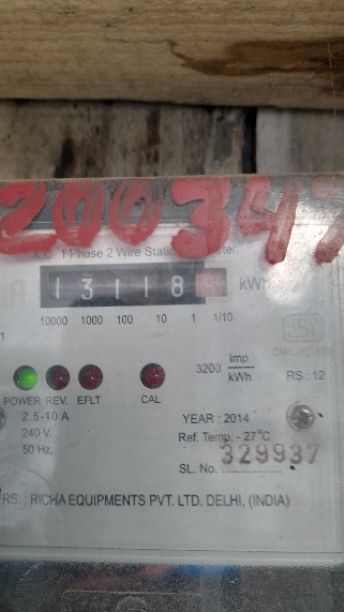 200347
A.C. 1 Phase 2 Wire Static Meter.
13118 kWh
10000 1000 100 10 1 1/10
3200 imp/kWh
RS : 12
POWER REV. EFLT CAL
2.5-10 A
240 V.
50 Hz.
YEAR : 2014
Ref. Temp. - 27°C
SL. No. 329937
RS. : RICHA EQUIPMENTS PVT. LTD. DELHI, (INDIA)